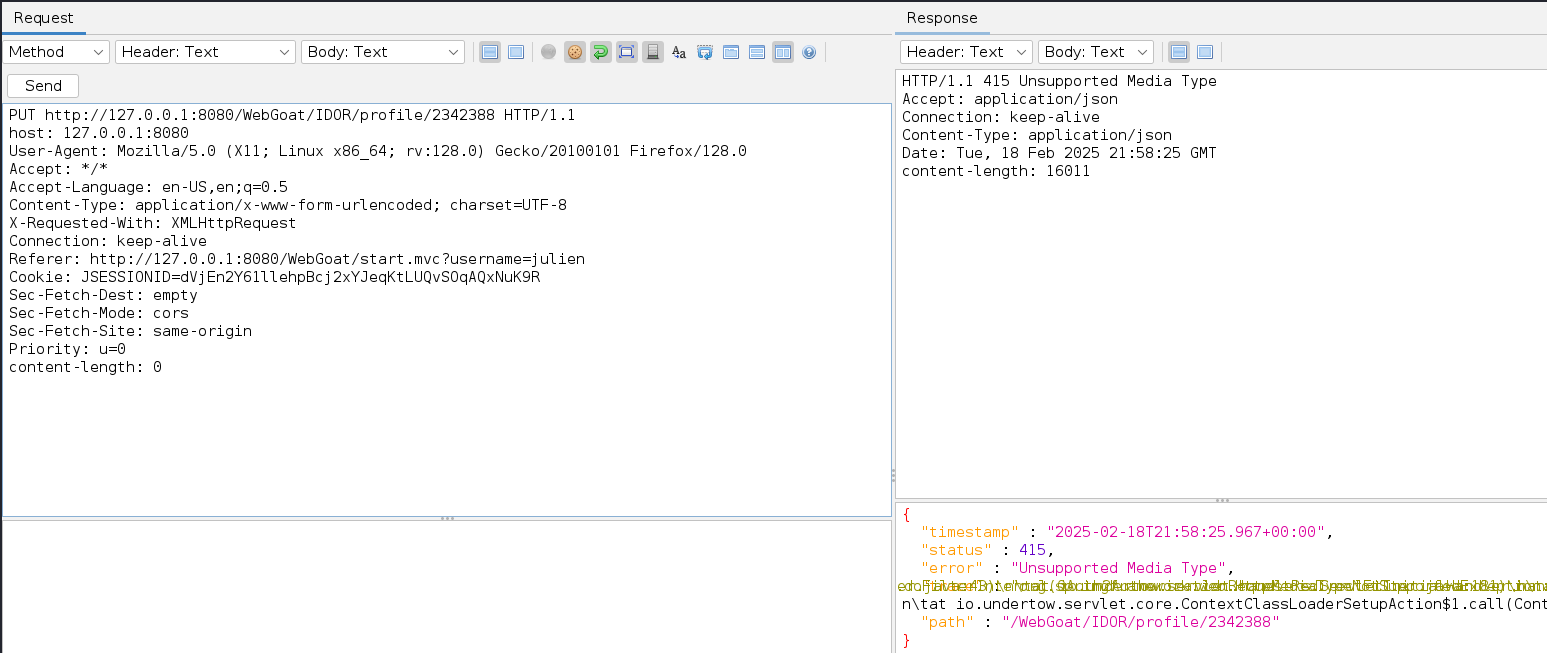 Request
Method
Header: Text
Body: Text
Send
PUT http://127.0.0.1:8080/WebGoat/IDOR/profile/2342388 HTTP/1.1
host: 127.0.0.1:8080
User-Agent: Mozilla/5.0 (X11; Linux x86_64; rv:128.0) Gecko/20100101 Firefox/128.0
Accept: */*
Accept-Language: en-US,en;q=0.5
Content-Type: application/x-www-form-urlencoded; charset=UTF-8
X-Requested-With: XMLHttpRequest
Connection: keep-alive
Referer: http://127.0.0.1:8080/WebGoat/start.mvc?username=julien
Cookie: JSESSIONID=dVjEn2Y61llehpBcj2xYJeqKtLUQvSOqAQxNuK9R
Sec-Fetch-Dest: empty
Sec-Fetch-Mode: cors
Sec-Fetch-Site: same-origin
Priority: u=0
content-length: 0
Response
Header: Text
Body: Text
HTTP/1.1 415 Unsupported Media Type
Accept: application/json
Connection: keep-alive
Content-Type: application/json
Date: Tue, 18 Feb 2025 21:58:25 GMT
content-length: 16011
{
"timestamp" : "2025-02-18T21:58:25.967+00:00",
"status" : 415,
"error" : "Unsupported Media Type",
n\tat io.undertow.servlet.core.ContextClassLoaderSetupAction$1.call(Cont
"path" : "/WebGoat/IDOR/profile/2342388"
}